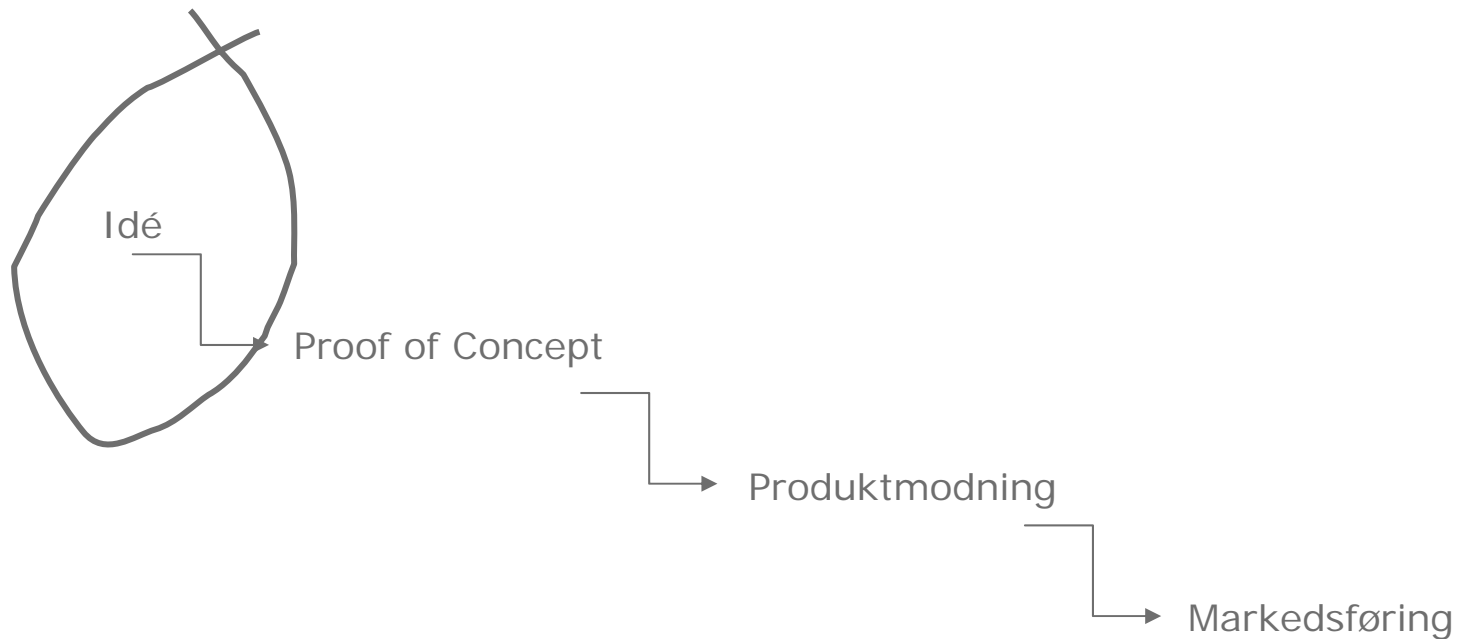 Idé
Proof of Concept
Produktmodning
Markedsføring